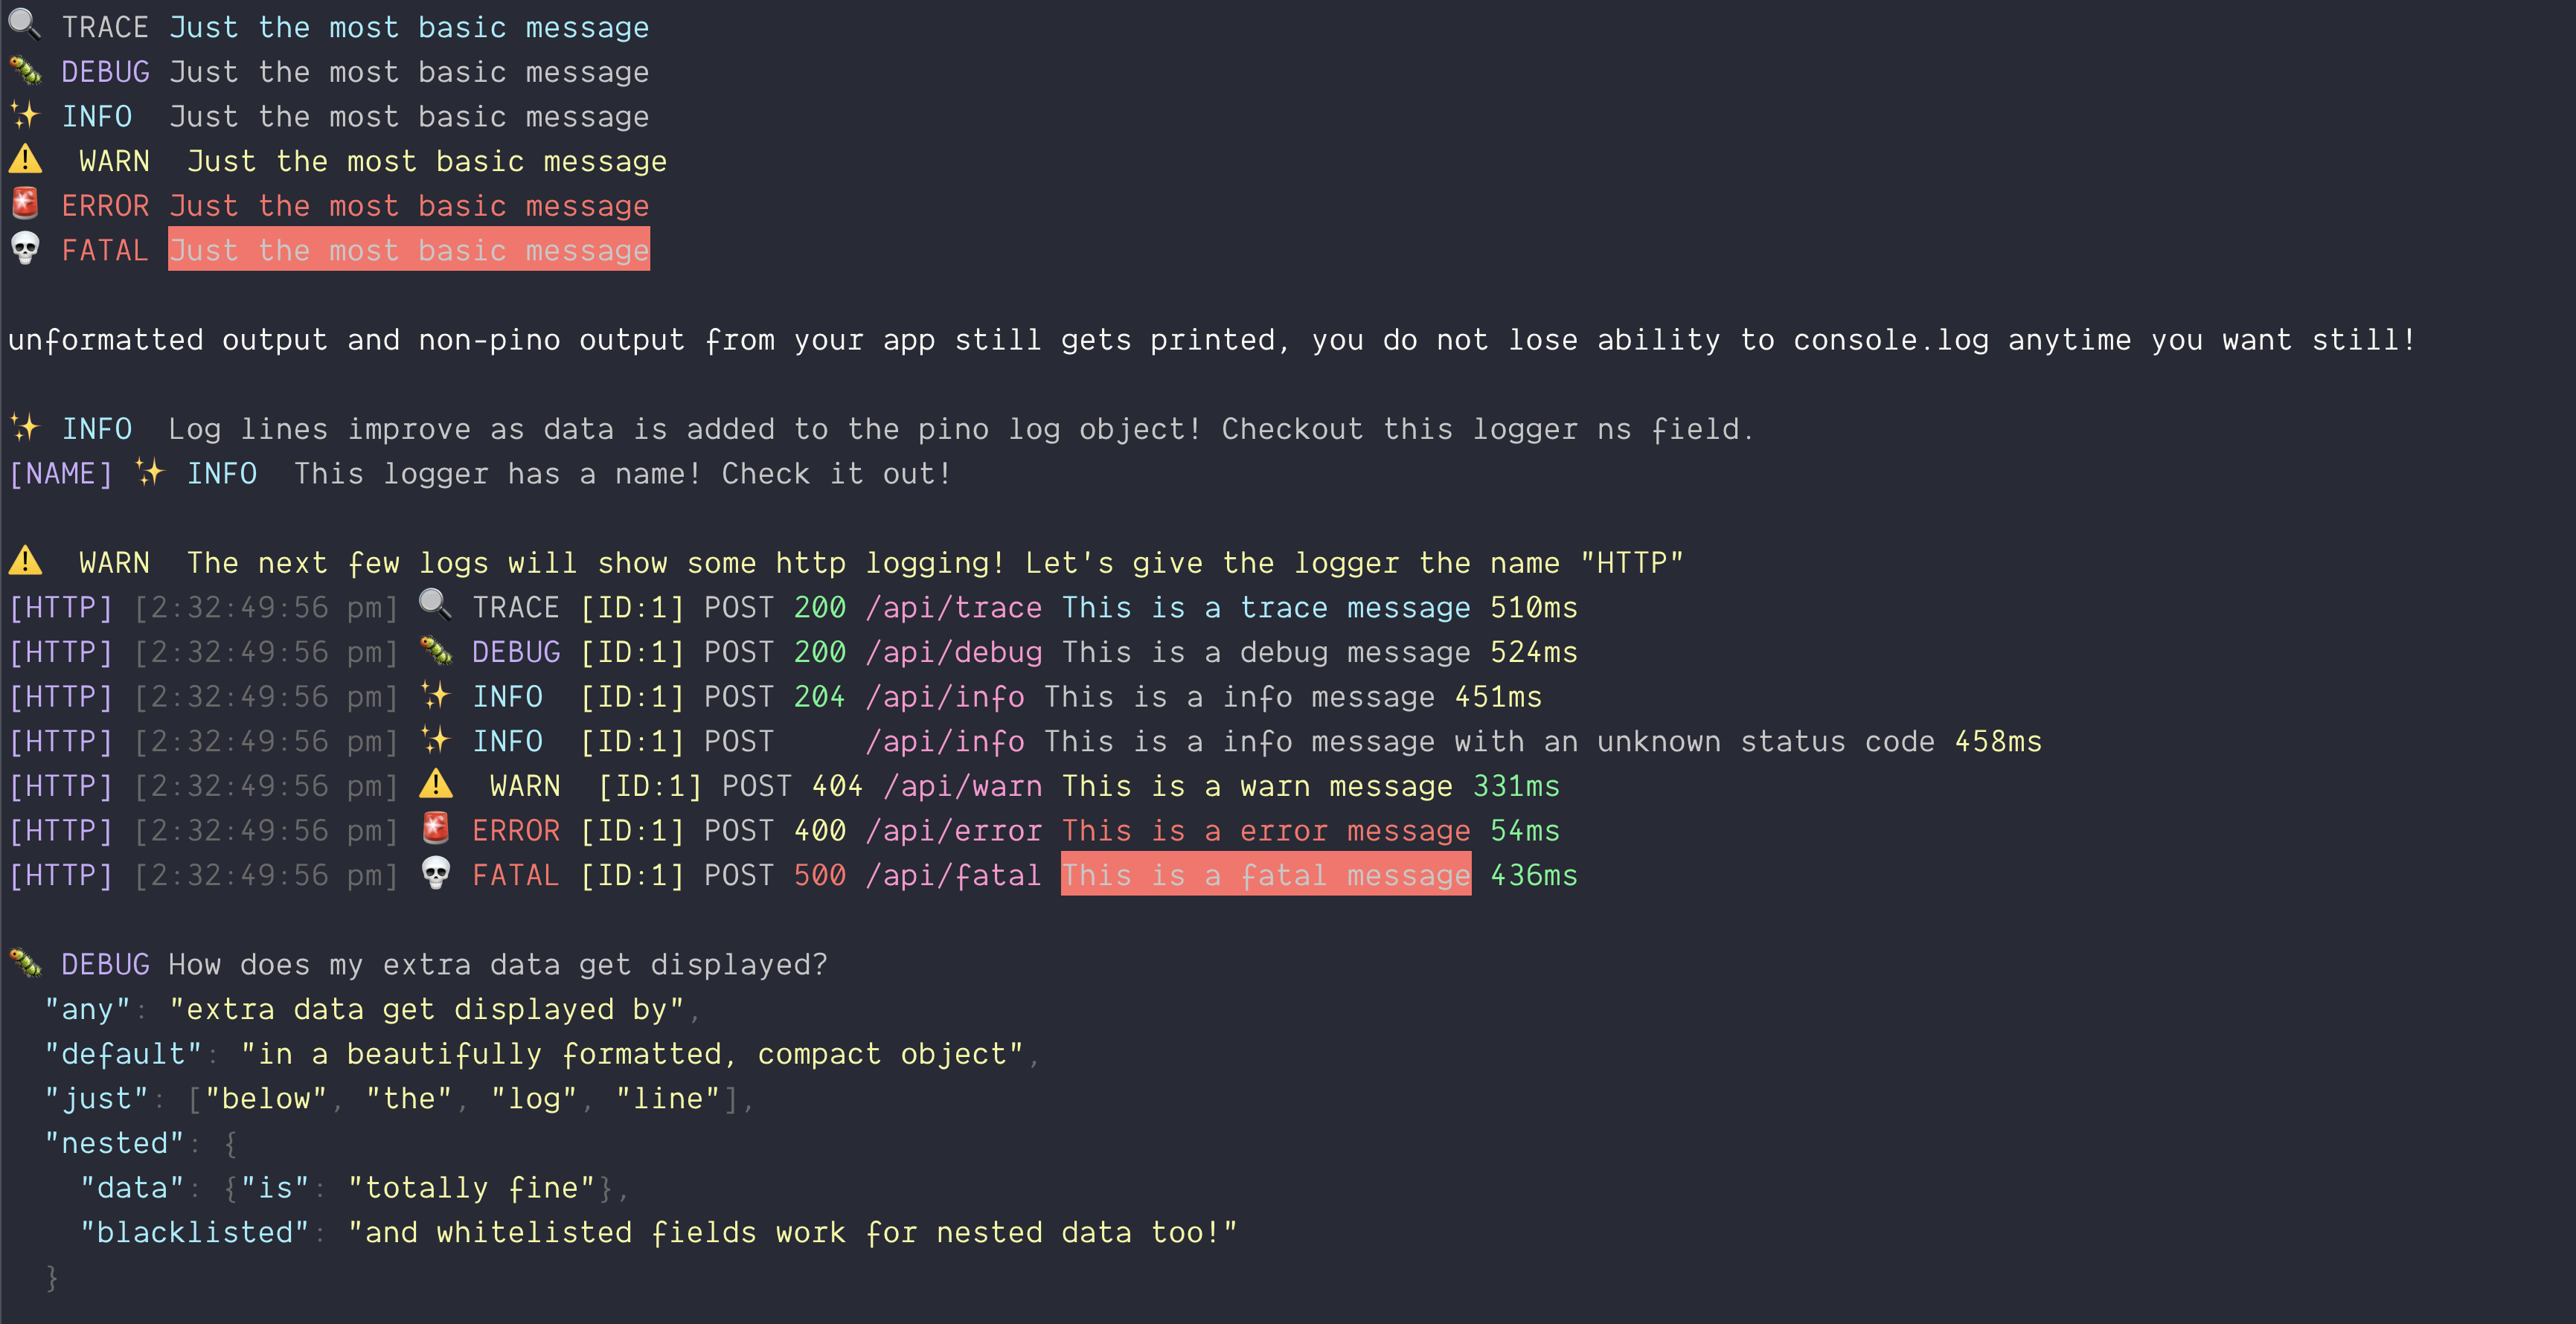 🔍 TRACE Just the most basic message
🐛 DEBUG Just the most basic message
✨ INFO  Just the most basic message
⚠️  WARN  Just the most basic message
🚨 ERROR Just the most basic message
💀 FATAL Just the most basic message
unformatted output and non-pino output from your app still gets printed, you do not lose ability to console.log anytime you want still!
✨ INFO  Log lines improve as data is added to the pino log object! Checkout this logger ns field.
[NAME] ✨ INFO  This logger has a name! Check it out!
⚠️  WARN  The next few logs will show some http logging! Let's give the logger the name "HTTP"
[HTTP] [2:32:49:56 pm] 🔍 TRACE [ID:1] POST 200 /api/trace This is a trace message 510ms
[HTTP] [2:32:49:56 pm] 🐛 DEBUG [ID:1] POST 200 /api/debug This is a debug message 524ms
[HTTP] [2:32:49:56 pm] ✨ INFO  [ID:1] POST 204 /api/info This is a info message 451ms
[HTTP] [2:32:49:56 pm] ✨ INFO  [ID:1] POST     /api/info This is a info message with an unknown status code 458ms
[HTTP] [2:32:49:56 pm] ⚠️  WARN  [ID:1] POST 404 /api/warn This is a warn message 331ms
[HTTP] [2:32:49:56 pm] 🚨 ERROR [ID:1] POST 400 /api/error This is a error message 54ms
[HTTP] [2:32:49:56 pm] 💀 FATAL [ID:1] POST 500 /api/fatal This is a fatal message 436ms
🐛 DEBUG How does my extra data get displayed?
  "any": "extra data get displayed by",
  "default": "in a beautifully formatted, compact object",
  "just": ["below", "the", "log", "line"],
  "nested": {
    "data": {"is": "totally fine"},
    "blacklisted": "and whitelisted fields work for nested data too!"
  }